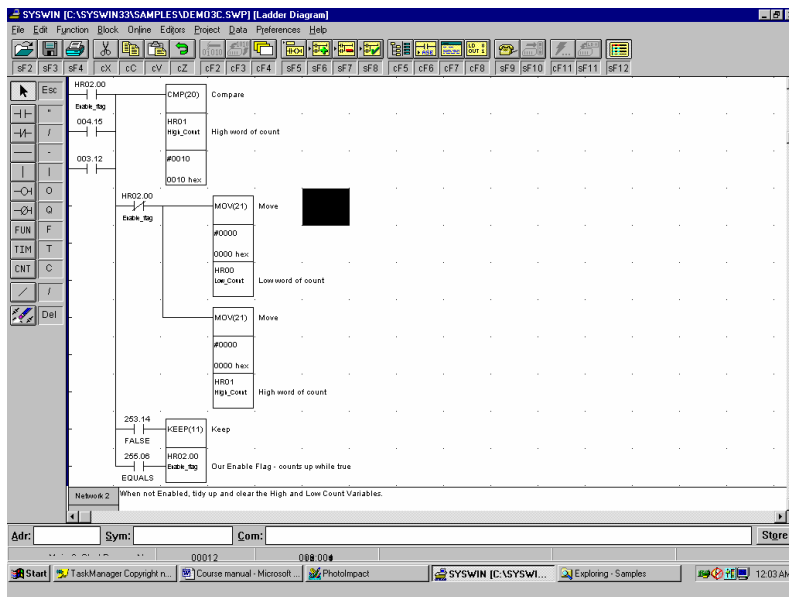 SYSWIN [C:\SYSWIN33\SAMPLES\DEMO3C.SWP] [Ladder Diagram]
File Edit Function Block Online Editors Project Data Preferences Help
sF2 sF3 sF4 cX cC cV cZ cF2 cF3 cF4 sF5 sF6 sF7 sF8 cF5 cF6 cF7 cF8 sF9 sF10 cF11 sF11 sF12
Esc
"
/
-
|
O
Q
FUN F
TIM T
CNT C
/
Del
HR02.00
Enable_flag
004.15
003.12
CMP(20) Compare
HR01
High_Count High word of count
#0010
0010 hex
HR02.00
Enable_flag
MOV(21) Move
#0000
0000 hex
HR00
Low_Count Low word of count
MOV(21) Move
#0000
0000 hex
HR01
High_Count High word of count
253.14
FALSE
KEEP(11) Keep
255.06
EQUALS
HR02.00
Enable_flag Our Enable Flag - counts up while true
Network 2 When not Enabled, tidy up and clear the High and Low Count Variables.
Adr: Sym: Com: Store
00012
Start TaskManager Copyright n... Course manual - Microsoft ... PhotoImpact SYSWIN [C:\SYSWI... Exploring - Samples 12:03 AM